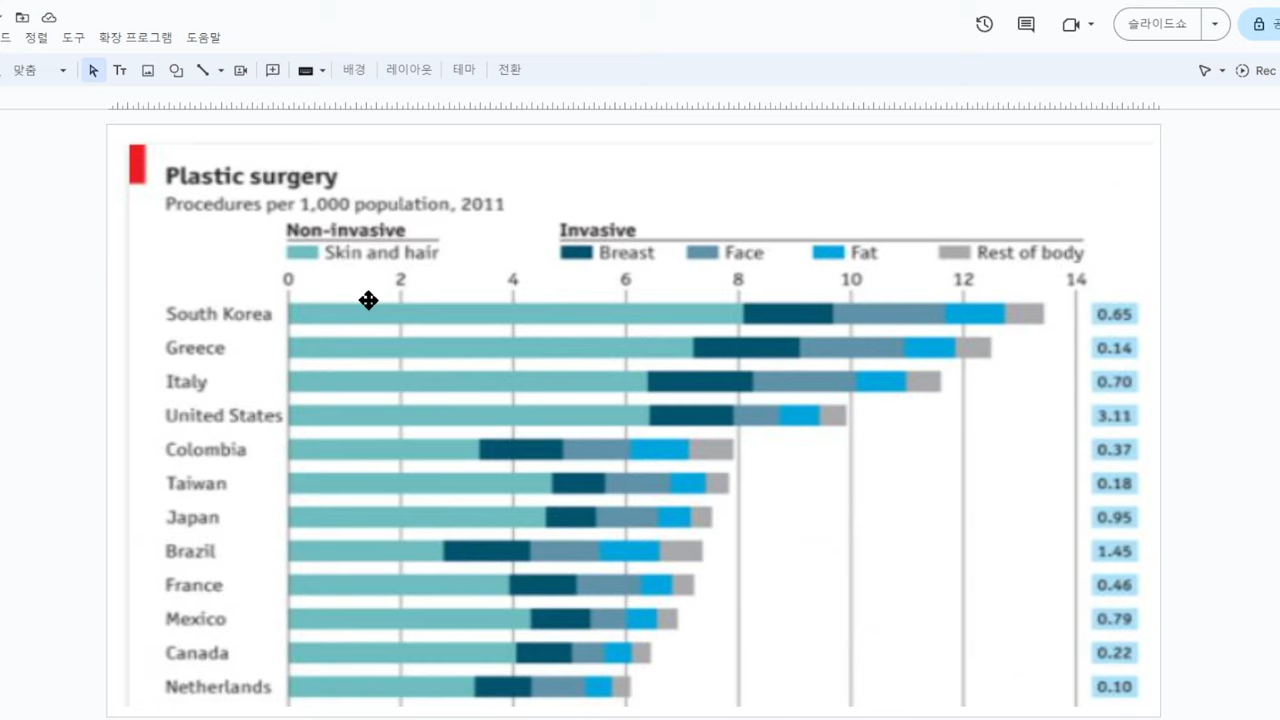 슬라이드쇼
드 정렬 도구 확장 프로그램 도움말
맞춤 배경 레이아웃 테마 전환 Rec
Plastic surgery
Procedures per 1,000 population, 2011
Non-invasive Invasive
Skin and hair Breast Face Fat Rest of body
0 2 4 6 8 10 12 14
South Korea 0.65
Greece 0.14
Italy 0.70
United States 3.11
Colombia 0.37
Taiwan 0.18
Japan 0.95
Brazil 1.45
France 0.46
Mexico 0.79
Canada 0.22
Netherlands 0.10